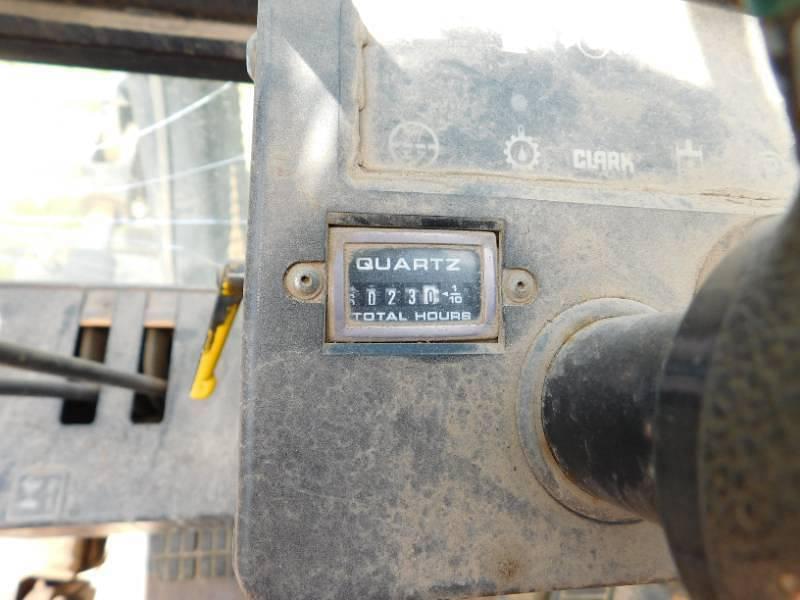 CLARK
QUARTZ
0230 1/10
TOTAL HOURS